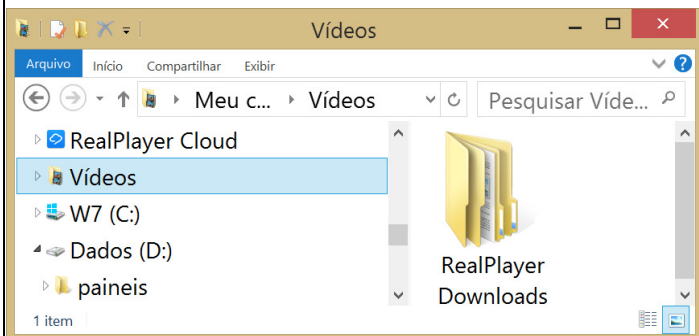 Vídeos
Arquivo Início Compartilhar Exibir
Meu c... Vídeos Pesquisar Víde...
RealPlayer Cloud
Vídeos
W7 (C:)
Dados (D:)
paineis
RealPlayer
Downloads
1 item